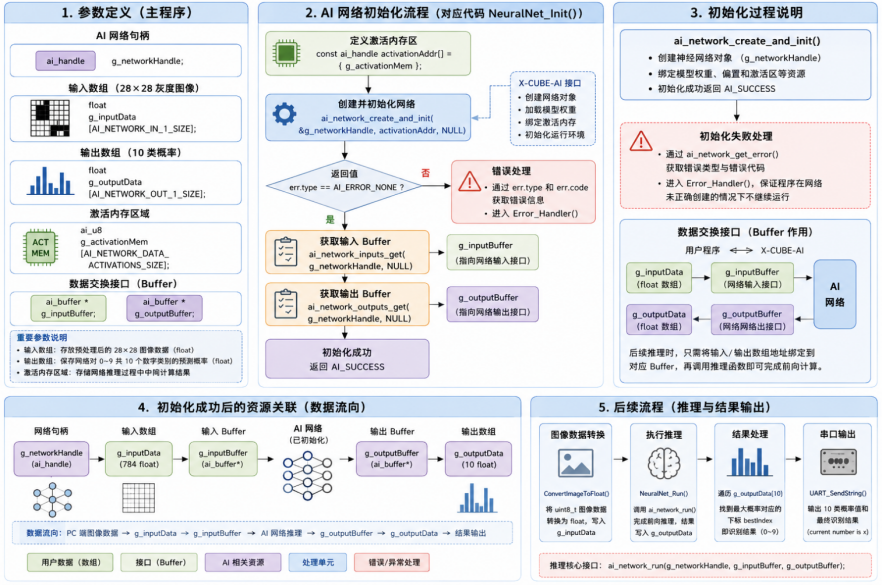 1. 参数定义（主程序）
AI 网络句柄
ai_handle g_networkHandle;
输入数组（28×28 灰度图像）
float
g_inputData
[AI_NETWORK_IN_1_SIZE];
输出数组（10 类概率）
float
g_outputData
[AI_NETWORK_OUT_1_SIZE];
激活内存区域
ACT
MEM
ai_u8
g_activationMem
[AI_NETWORK_DATA_
ACTIVATIONS_SIZE];
数据交换接口（Buffer）
ai_buffer *
g_inputBuffer;
ai_buffer *
g_outputBuffer;
重要参数说明
• 输入数组：存放预处理后的 28×28 图像数据（float）
• 输出数组：保存网络对 0~9 共 10 个数字类别的预测概率（float）
• 激活内存区域：存储网络推理过程中中间计算结果
2. AI 网络初始化流程（对应代码 NeuralNet_Init()）
定义激活内存区
const ai_handle activationAddr[] =
{ g_activationMem };
创建并初始化网络
ai_network_create_and_init(
&g_networkHandle, activationAddr, NULL)
X-CUBE-AI 接口
• 创建网络对象
• 加载模型权重
• 绑定激活内存
• 初始化运行环境
返回值
err.type == AI_ERROR_NONE ?
否
是
错误处理
• 通过 err.type 和 err.code
获取错误信息
• 进入 Error_Handler()
获取输入 Buffer
ai_network_inputs_get(
g_networkHandle, NULL)
g_inputBuffer
(指向网络输入接口)
获取输出 Buffer
ai_network_outputs_get(
g_networkHandle, NULL)
g_outputBuffer
(指向网络输出接口)
初始化成功
返回 AI_SUCCESS
3. 初始化过程说明
ai_network_create_and_init()
• 创建神经网络对象 （g_networkHandle）
• 绑定模型权重、偏置和激活区等资源
• 初始化成功返回 AI_SUCCESS
初始化失败处理
• 通过 ai_network_get_error()
获取错误类型与错误代码
• 进入 Error_Handler()，保证程序在网络
未正确创建的情况下不继续运行
数据交换接口（Buffer 作用）
用户程序 X-CUBE-AI
g_inputData
(float 数组)
g_inputBuffer
(网络输入接口)
AI
网络
g_outputData
(float 数组)
g_outputBuffer
(网络网出接口)
后续推理时，只需将输入/输出数组地址绑定到
对应 Buffer，再调用推理函数即可完成前向计算。
4. 初始化成功后的资源关联（数据流向）
网络句柄
g_networkHandle
(ai_handle)
输入数组
g_inputData
(784 float)
输入 Buffer
g_inputBuffer
(ai_buffer*)
AI 网络
(已初始化)
输出 Buffer
g_outputBuffer
(ai_buffer*)
输出数组
g_outputData
(10 float)
数据流向：PC 端图像数据 → g_inputData → g_inputBuffer → AI 网络推理 → g_outputBuffer → g_outputData → 结果输出
用户数据（数组）
接口（Buffer）
AI 相关资源
处理单元
错误/异常处理
5. 后续流程（推理与结果输出）
图像数据转换
ConvertImageToFloat()
将 uint8_t 图像数据
转换为 float，写入
g_inputData
执行推理
NeuralNet_Run()
调用 ai_network_run()
完成前向推理，结果
写入 g_outputData
结果处理
遍历 g_outputData(10)
找到最大概率对应的
下标 bestIndex
即识别结果（0~9）
串口输出
UART_SendString()
输出 10 类概率值和
最终识别结果
(current number is x)
推理核心接口：ai_network_run(g_networkHandle, g_inputBuffer, g_outputBuffer);